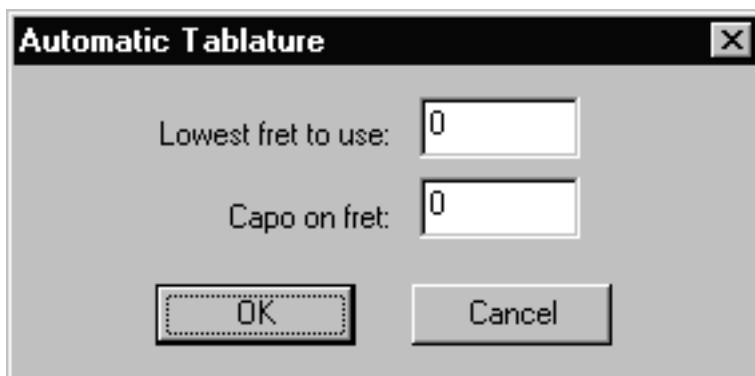 Automatic Tablature
Lowest fret to use: 0
Capo on fret: 0
OK Cancel